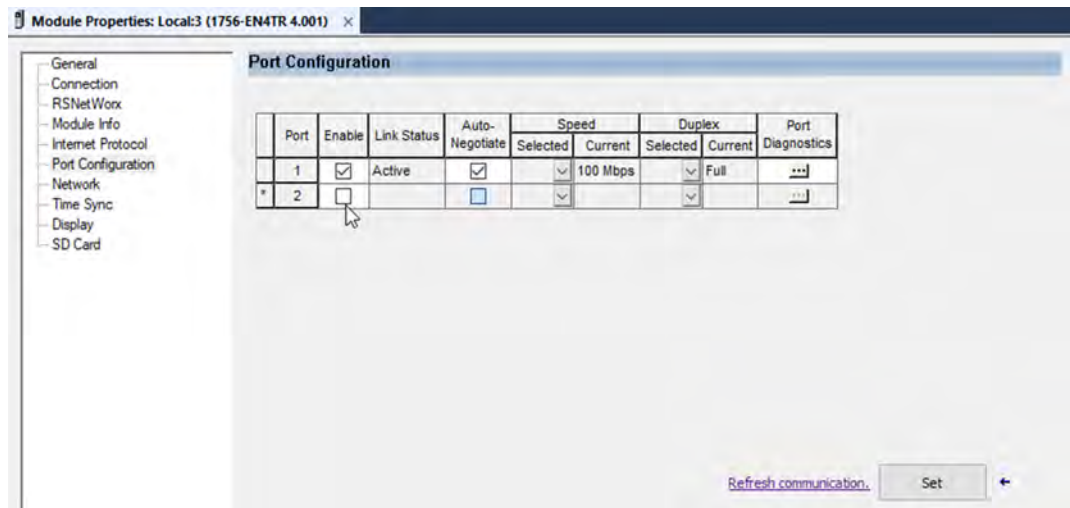 Module Properties: Local:3 (1756-EN4TR 4.001) ×
General
Connection
RSNetWorx
Module Info
Internet Protocol
Port Configuration
Network
Time Sync
Display
SD Card
Port Configuration
Port Enable Link Status Auto-Negotiate Speed Duplex Port Diagnostics
Selected Current Selected Current
1 Active 100 Mbps Full ...
* 2 ...
Refresh communication. Set